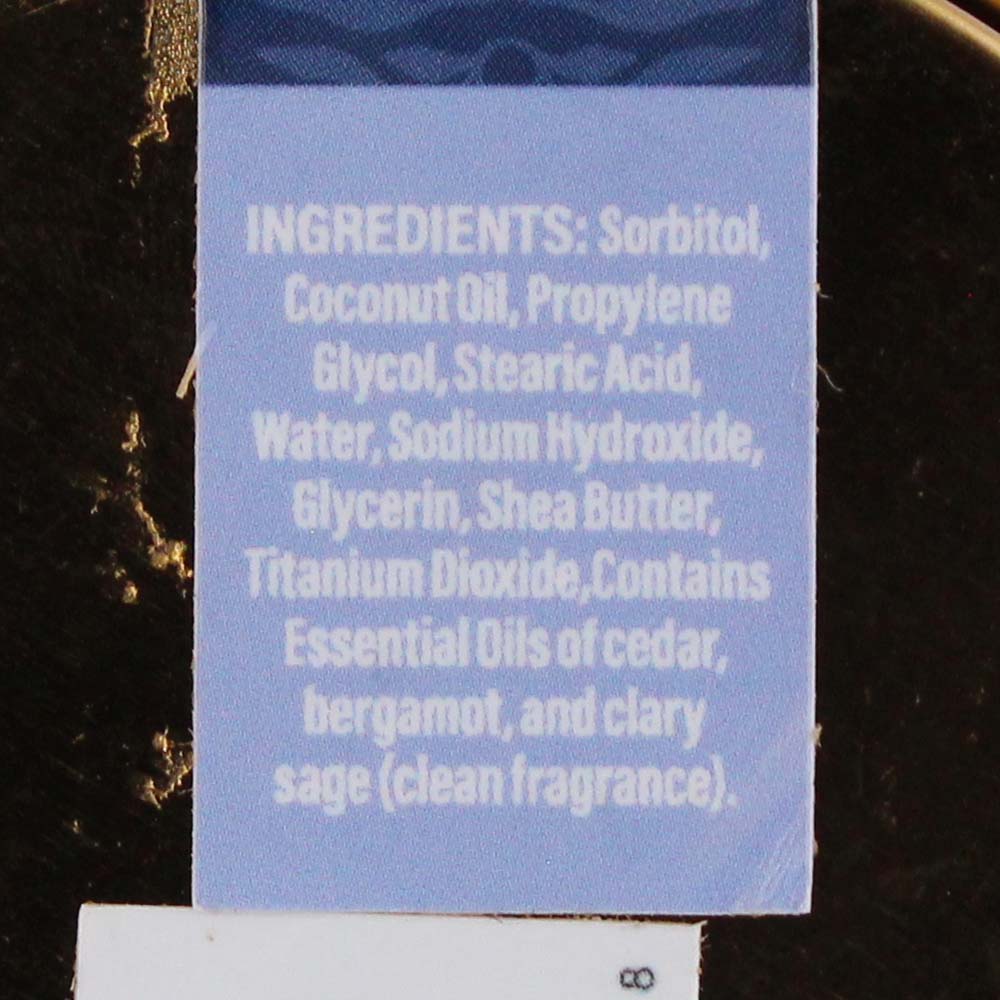 INGREDIENTS: Sorbitol,
Coconut Oil, Propylene
Glycol, Stearic Acid,
Water, Sodium Hydroxide,
Glycerin, Shea Butter,
Titanium Dioxide,Contains
Essential Oils of cedar,
bergamot, and clary
sage (clean fragrance).
8